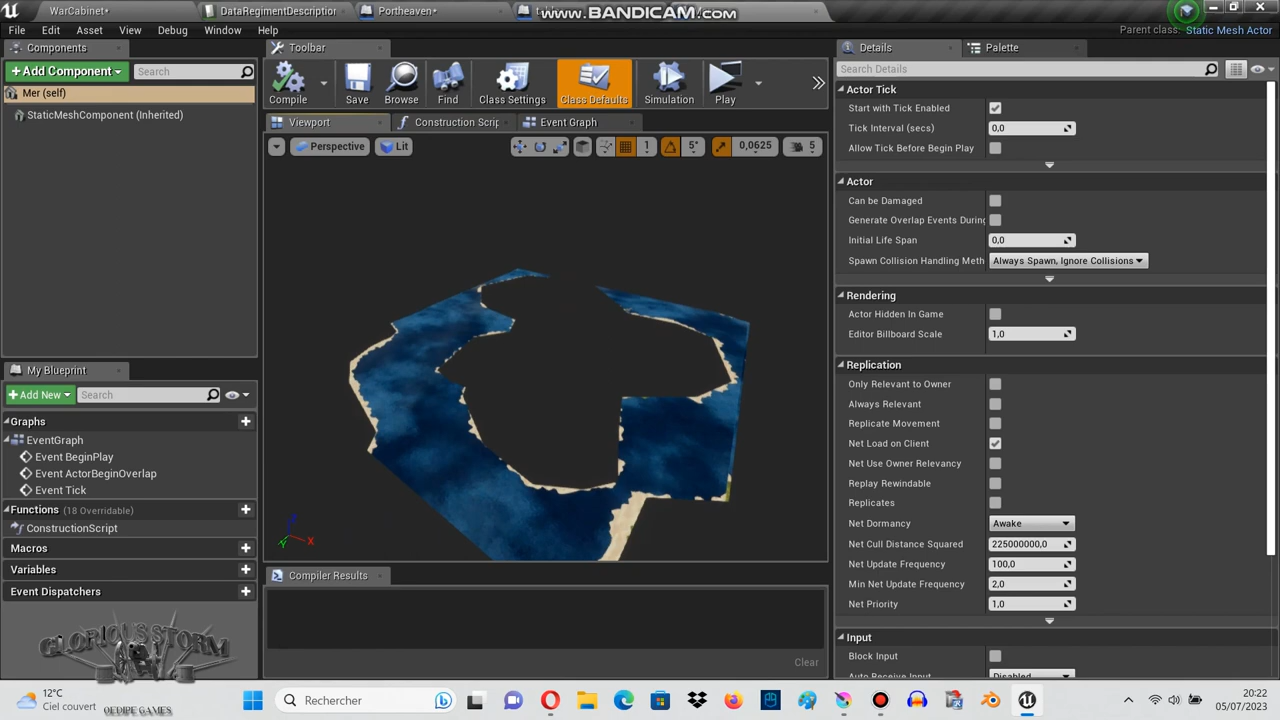 WarCabinet*
DataRegimentDescription
Portheaven*
www.BANDICAM.com
File Edit Asset View Debug Window Help
Parent class: Static Mesh Actor
Components
Toolbar
Details
Palette
+ Add Component
Search
Compile
Save
Browse
Find
Class Settings
Class Defaults
Simulation
Play
Search Details
Mer (self)
StaticMeshComponent (Inherited)
Viewport
Construction Scrip
Event Graph
Perspective
Lit
1
5°
0,0625
5
Actor Tick
Start with Tick Enabled
Tick Interval (secs) 0,0
Allow Tick Before Begin Play
Actor
Can be Damaged
Generate Overlap Events During
Initial Life Span 0,0
Spawn Collision Handling Meth Always Spawn, Ignore Collisions
Rendering
Actor Hidden In Game
Editor Billboard Scale 1,0
Replication
Only Relevant to Owner
Always Relevant
Replicate Movement
Net Load on Client
Net Use Owner Relevancy
Replay Rewindable
Replicates
Net Dormancy Awake
Net Cull Distance Squared 225000000,0
Net Update Frequency 100,0
Min Net Update Frequency 2,0
Net Priority 1,0
Input
Block Input
Auto Receive Input Disabled
My Blueprint
+ Add New
Search
Graphs
EventGraph
Event BeginPlay
Event ActorBeginOverlap
Event Tick
Functions (18 Overridable)
ConstructionScript
Macros
Variables
Event Dispatchers
Z
Y
X
Compiler Results
Clear
GLORIOUS STORM
12°C
Ciel couvert
OEDIPE GAMES
Rechercher
20:22
05/07/2023